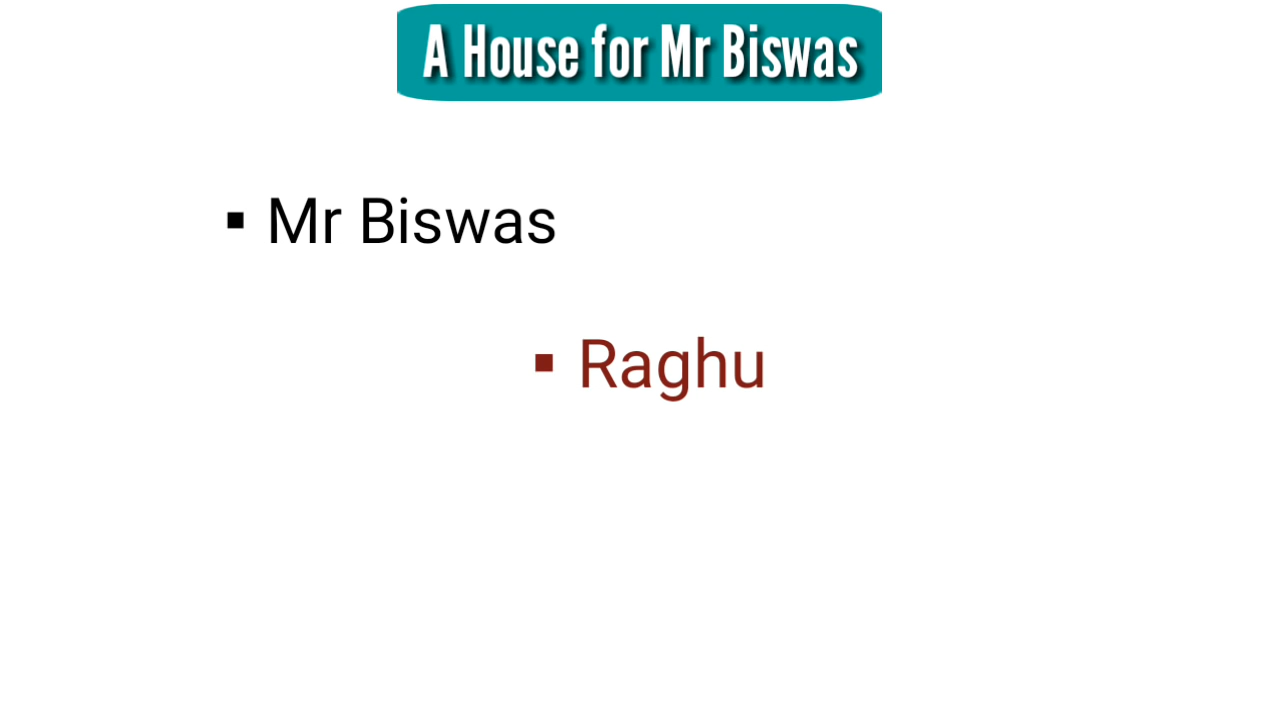 A House for Mr Biswas
▪ Mr Biswas
▪ Raghu